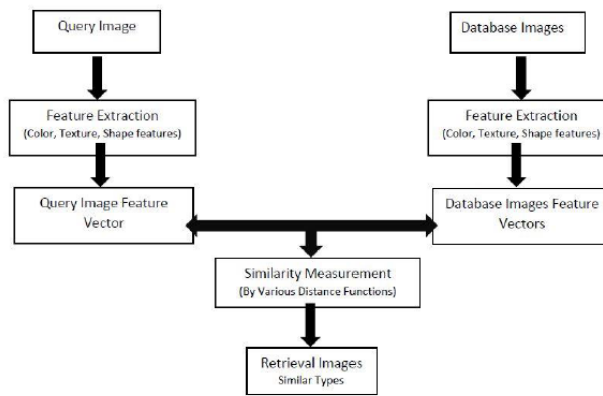 Query Image
Database Images
Feature Extraction
(Color, Texture, Shape features)
Feature Extraction
(Color, Texture, Shape features)
Query Image Feature
Vector
Database Images Feature
Vectors
Similarity Measurement
(By Various Distance Functions)
Retrieval Images
Similar Types